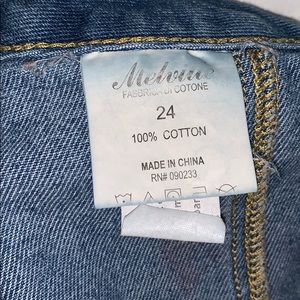 Melvine
FABBRICA DI COTONE
24
100% COTTON
MADE IN CHINA
RN# 090233